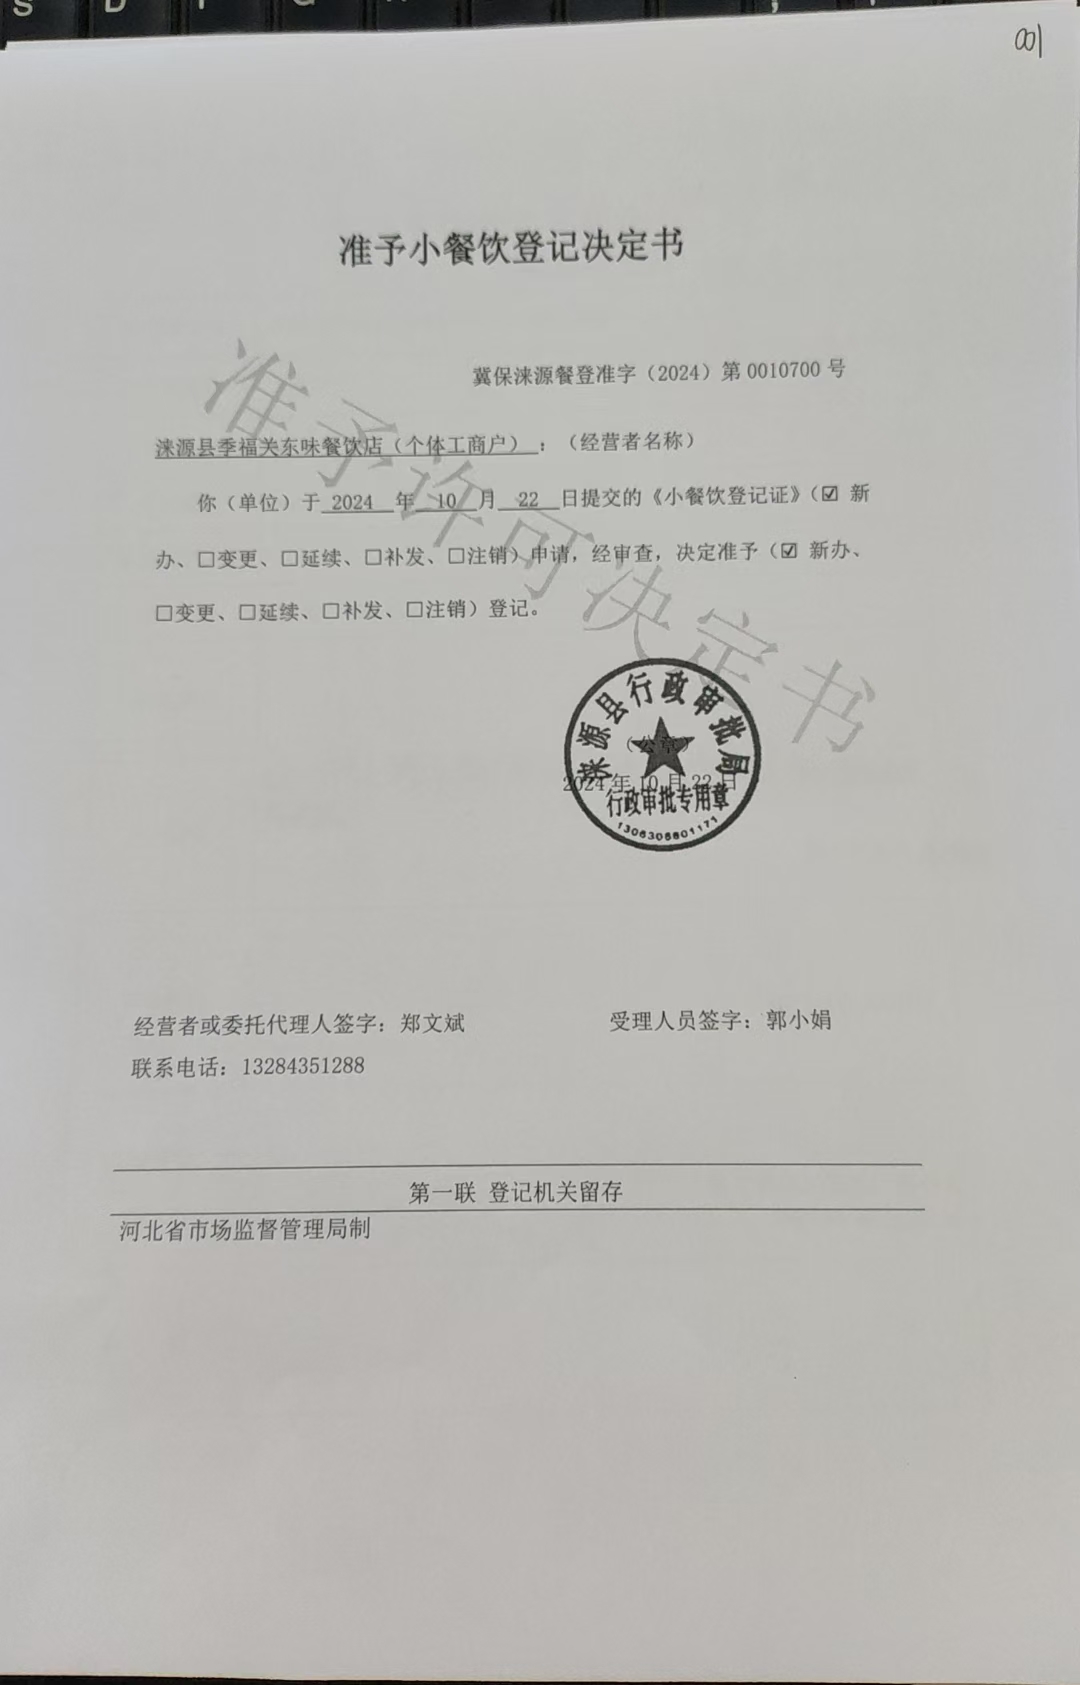 001
准予小餐饮登记决定书
冀保涞源餐登准字（2024）第 0010700 号
涞源县季福关东味餐饮店（个体工商户）：（经营者名称）
你（单位）于 2024 年 10 月 22 日提交的《小餐饮登记证》（☑ 新
办、□变更、□延续、□补发、□注销）申请，经审查，决定准予（☑ 新办、
□变更、□延续、□补发、□注销）登记。
准予许可决定书
涞源县行政审批局
（公章）
2024 年 10 月 22 日
行政审批专用章
经营者或委托代理人签字：郑文斌
受理人员签字：郭小娟
联系电话：13284351288
第一联 登记机关留存
河北省市场监督管理局制